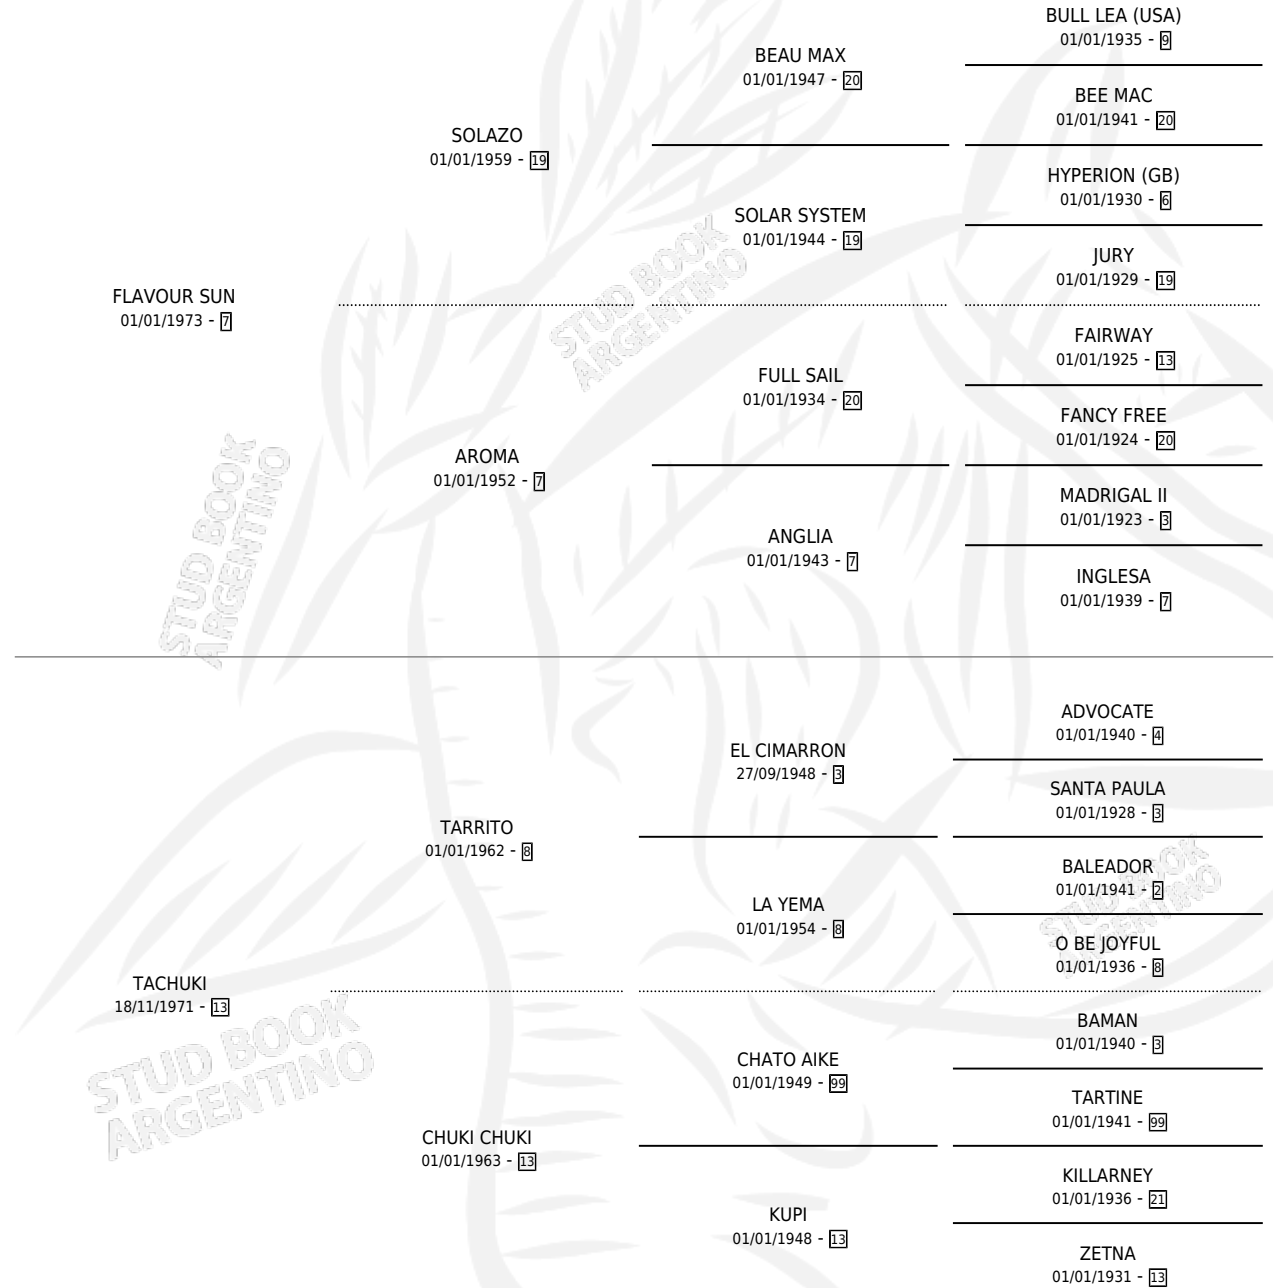 BULL LEA (USA)
01/01/1935 - 9
BEAU MAX
01/01/1947 - 20
BEE MAC
01/01/1941 - 20
SOLAZO
01/01/1959 - 19
HYPERION (GB)
01/01/1930 - 6
SOLAR SYSTEM
01/01/1944 - 19
JURY
01/01/1929 - 19
FLAVOUR SUN
01/01/1973 - 7
STUD BOOK
ARGENTINO
FAIRWAY
01/01/1925 - 13
FULL SAIL
01/01/1934 - 20
FANCY FREE
01/01/1924 - 20
AROMA
01/01/1952 - 7
MADRIGAL II
01/01/1923 - 3
ANGLIA
01/01/1943 - 7
INGLESA
01/01/1939 - 7
STUD BOOK
ARGENTINO
ADVOCATE
01/01/1940 - 4
EL CIMARRON
27/09/1948 - 3
SANTA PAULA
01/01/1928 - 3
TARRITO
01/01/1962 - 8
BALEADOR
01/01/1941 - 2
LA YEMA
01/01/1954 - 8
O BE JOYFUL
01/01/1936 - 8
STUD BOOK
ARGENTINO
TACHUKI
18/11/1971 - 13
BAMAN
01/01/1940 - 3
CHATO AIKE
01/01/1949 - 99
TARTINE
01/01/1941 - 99
STUD BOOK
ARGENTINO
CHUKI CHUKI
01/01/1963 - 13
KILLARNEY
01/01/1936 - 21
KUPI
01/01/1948 - 13
ZETNA
01/01/1931 - 13